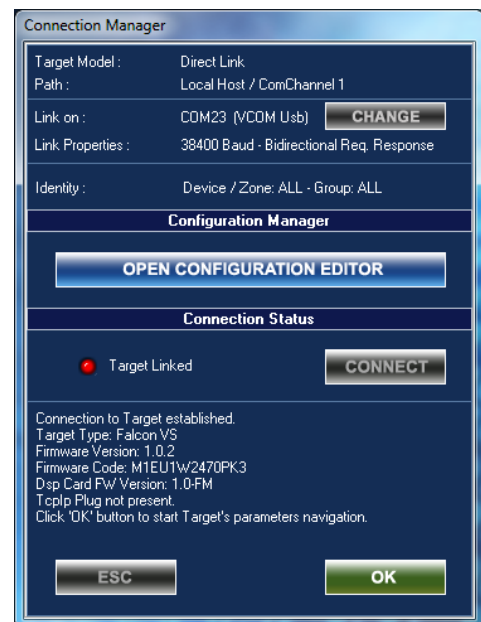 Connection Manager
Target Model : Direct Link
Path : Local Host / ComChannel 1
Link on : COM23 (VCOM Usb) CHANGE
Link Properties : 38400 Baud - Bidirectional Req. Response
Identity : Device / Zone: ALL - Group: ALL
Configuration Manager
OPEN CONFIGURATION EDITOR
Connection Status
Target Linked CONNECT
Connection to Target established.
Target Type: Falcon VS
Firmware Version: 1.0.2
Firmware Code: M1EU1W2470PK3
Dsp Card FW Version: 1.0-FM
TcpIp Plug not present.
Click 'OK' button to start Target's parameters navigation.
ESC OK